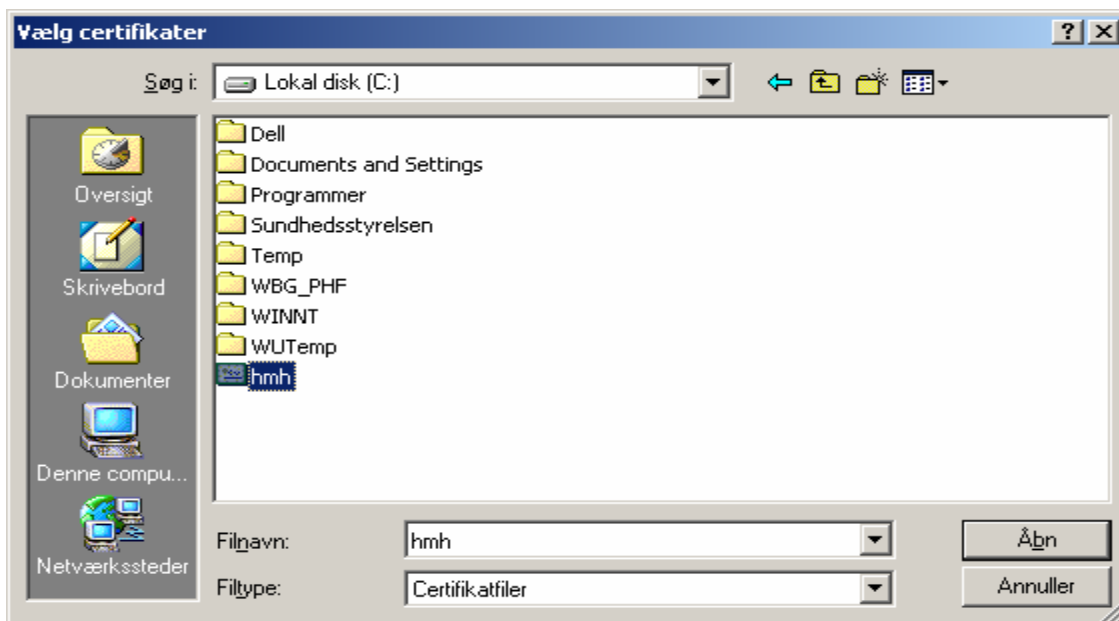 Vælg certifikater
Søg i: Lokal disk (C:)
Oversigt
Skrivebord
Dokumenter
Denne compu...
Netværkssteder
Dell
Documents and Settings
Programmer
Sundhedsstyrelsen
Temp
WBG_PHF
WINNT
WUTemp
hmh
Filnavn: hmh Åbn
Filtype: Certifikatfiler Annuller